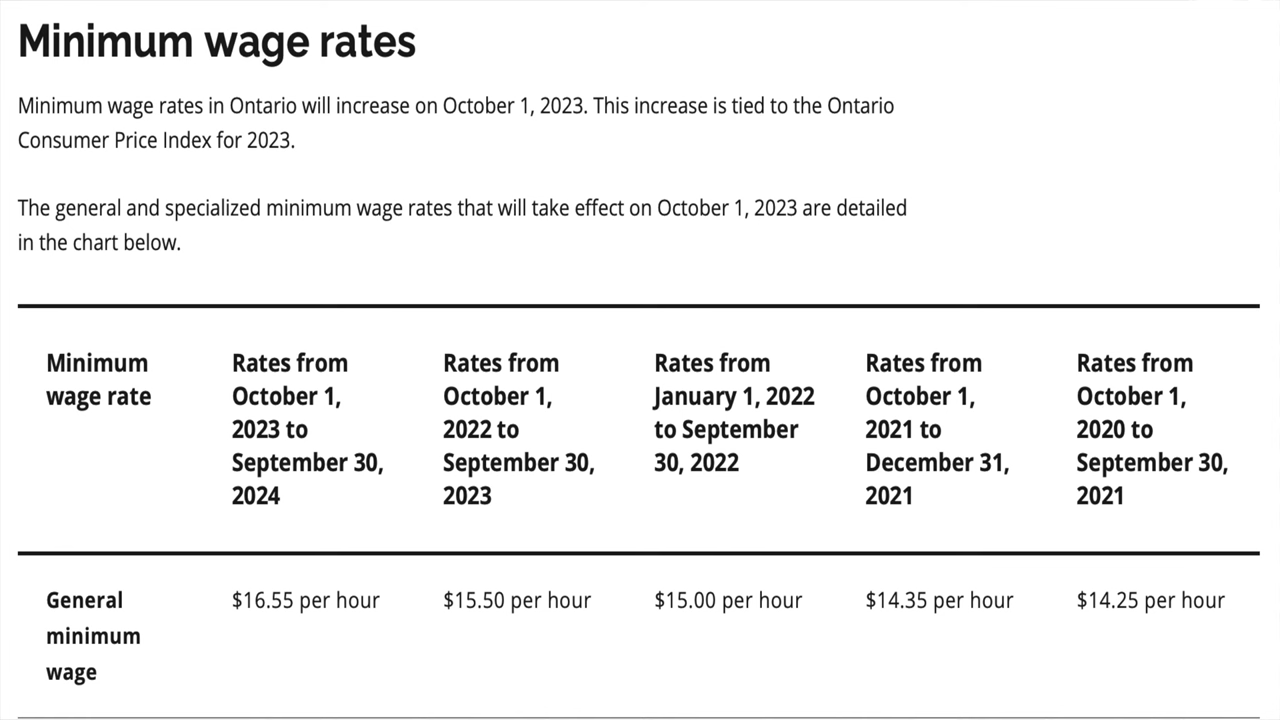 Minimum wage rates
Minimum wage rates in Ontario will increase on October 1, 2023. This increase is tied to the Ontario
Consumer Price Index for 2023.
The general and specialized minimum wage rates that will take effect on October 1, 2023 are detailed
in the chart below.
Minimum
wage rate
Rates from
October 1,
2023 to
September 30,
2024
Rates from
October 1,
2022 to
September 30,
2023
Rates from
January 1, 2022
to September
30, 2022
Rates from
October 1,
2021 to
December 31,
2021
Rates from
October 1,
2020 to
September 30,
2021
General
minimum
wage
$16.55 per hour
$15.50 per hour
$15.00 per hour
$14.35 per hour
$14.25 per hour